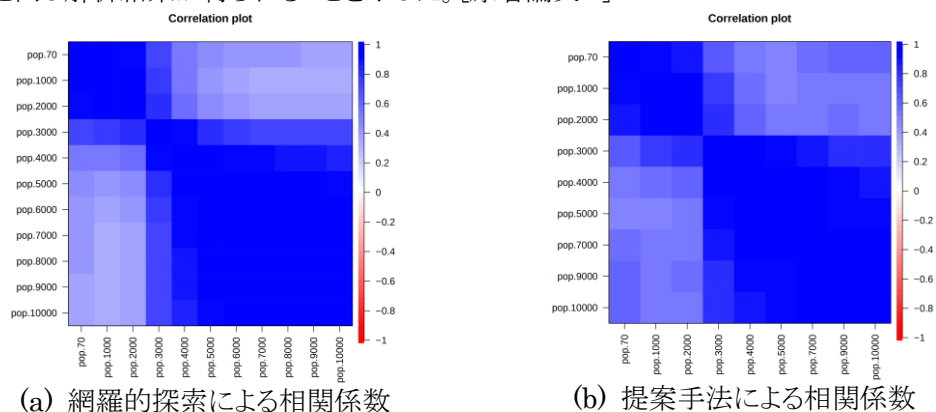 Correlation plot
pop.70
pop.1000
pop.2000
pop.3000
pop.4000
pop.5000
pop.6000
pop.7000
pop.8000
pop.9000
pop.10000
1
0.8
0.6
0.4
0.2
0
−0.2
−0.4
−0.6
−0.8
−1
pop.70
pop.1000
pop.2000
pop.3000
pop.4000
pop.5000
pop.6000
pop.7000
pop.8000
pop.9000
pop.10000
(a) 網羅的探索による相関係数
Correlation plot
pop.70
pop.1000
pop.2000
pop.3000
pop.4000
pop.5000
pop.7000
pop.9000
pop.10000
1
0.8
0.6
0.4
0.2
0
−0.2
−0.4
−0.6
−0.8
−1
pop.70
pop.1000
pop.2000
pop.3000
pop.4000
pop.5000
pop.7000
pop.9000
pop.10000
(b) 提案手法による相関係数